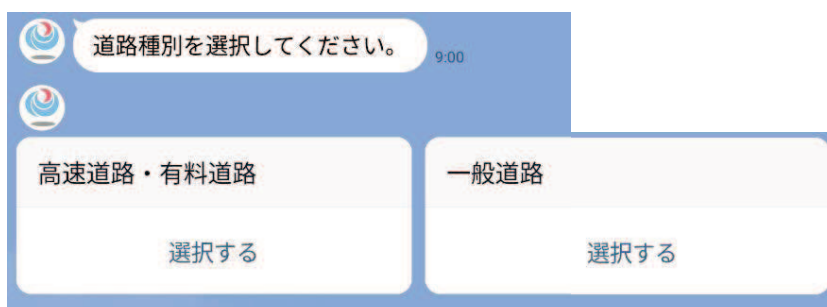 道路種別を選択してください。
9:00
高速道路・有料道路
選択する
一般道路
選択する